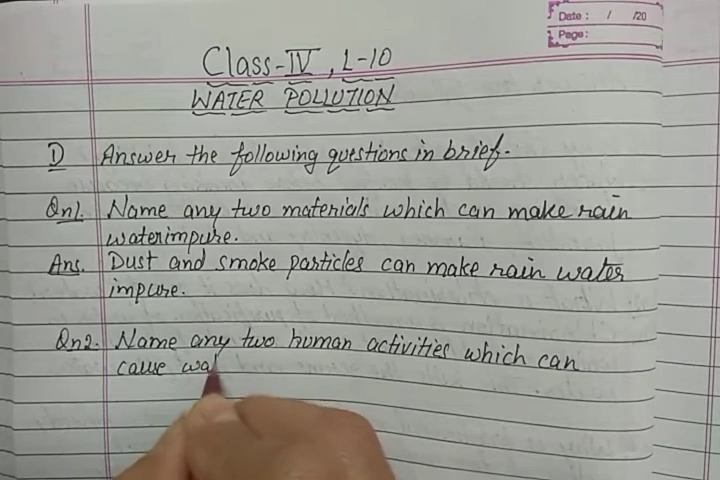 Date: / /20
Page:
Class-IV, L-10
WATER POLLUTION
D Answer the following questions in brief.
Qn1. Name any two materials which can make rain
water impure.
Ans. Dust and smoke particles can make rain water
impure.
Qn2. Name any two human activities which can
cause wa